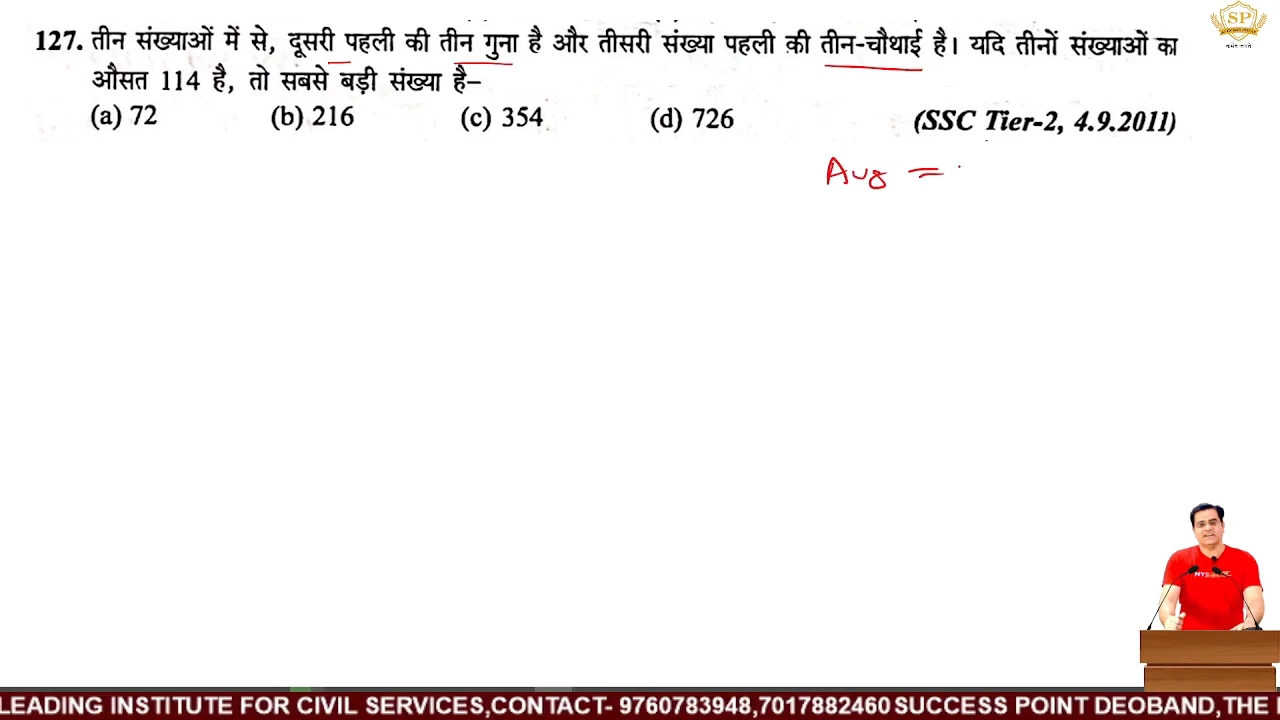 SP
127. तीन संख्याओं में से, दूसरी पहली की तीन गुना है और तीसरी संख्या पहली की तीन-चौथाई है। यदि तीनों संख्याओं का
औसत 114 है, तो सबसे बड़ी संख्या है–
(a) 72 (b) 216 (c) 354 (d) 726 (SSC Tier-2, 4.9.2011)
Avg =
LEADING INSTITUTE FOR CIVIL SERVICES,CONTACT- 9760783948,7017882460 SUCCESS POINT DEOBAND,THE